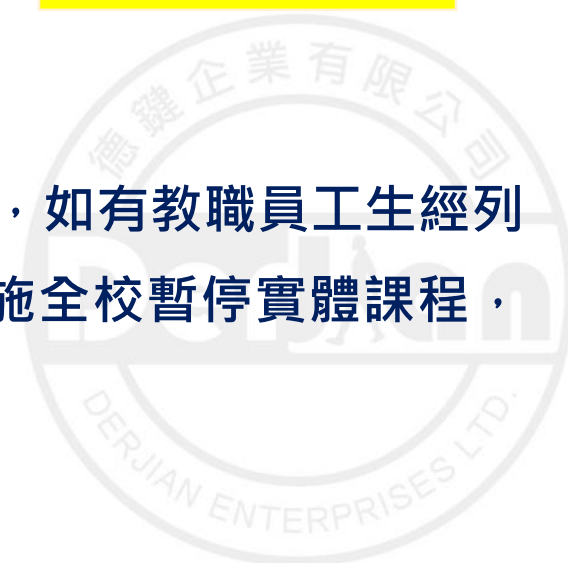 德鍵企業有限公司
，如有教職員工生經列
施全校暫停實體課程，
DerJian
DERJIAN ENTERPRISES LTD.